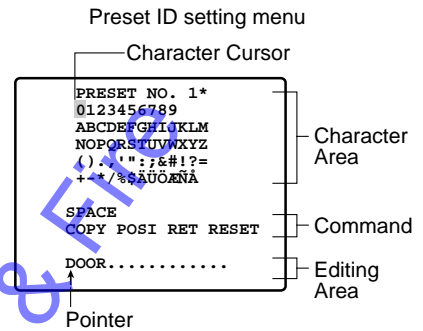 Preset ID setting menu
Character Cursor
PRESET NO. 1*
0123456789
ABCDEFGHIJKLM
NOPQRSTUVWXYZ
().,'":;&#!?=
+-*/%$ÄÜÖÆÑÅ
Character
Area
SPACE
COPY POSI RET RESET
Command
DOOR............
Editing
Area
Pointer
& Fire